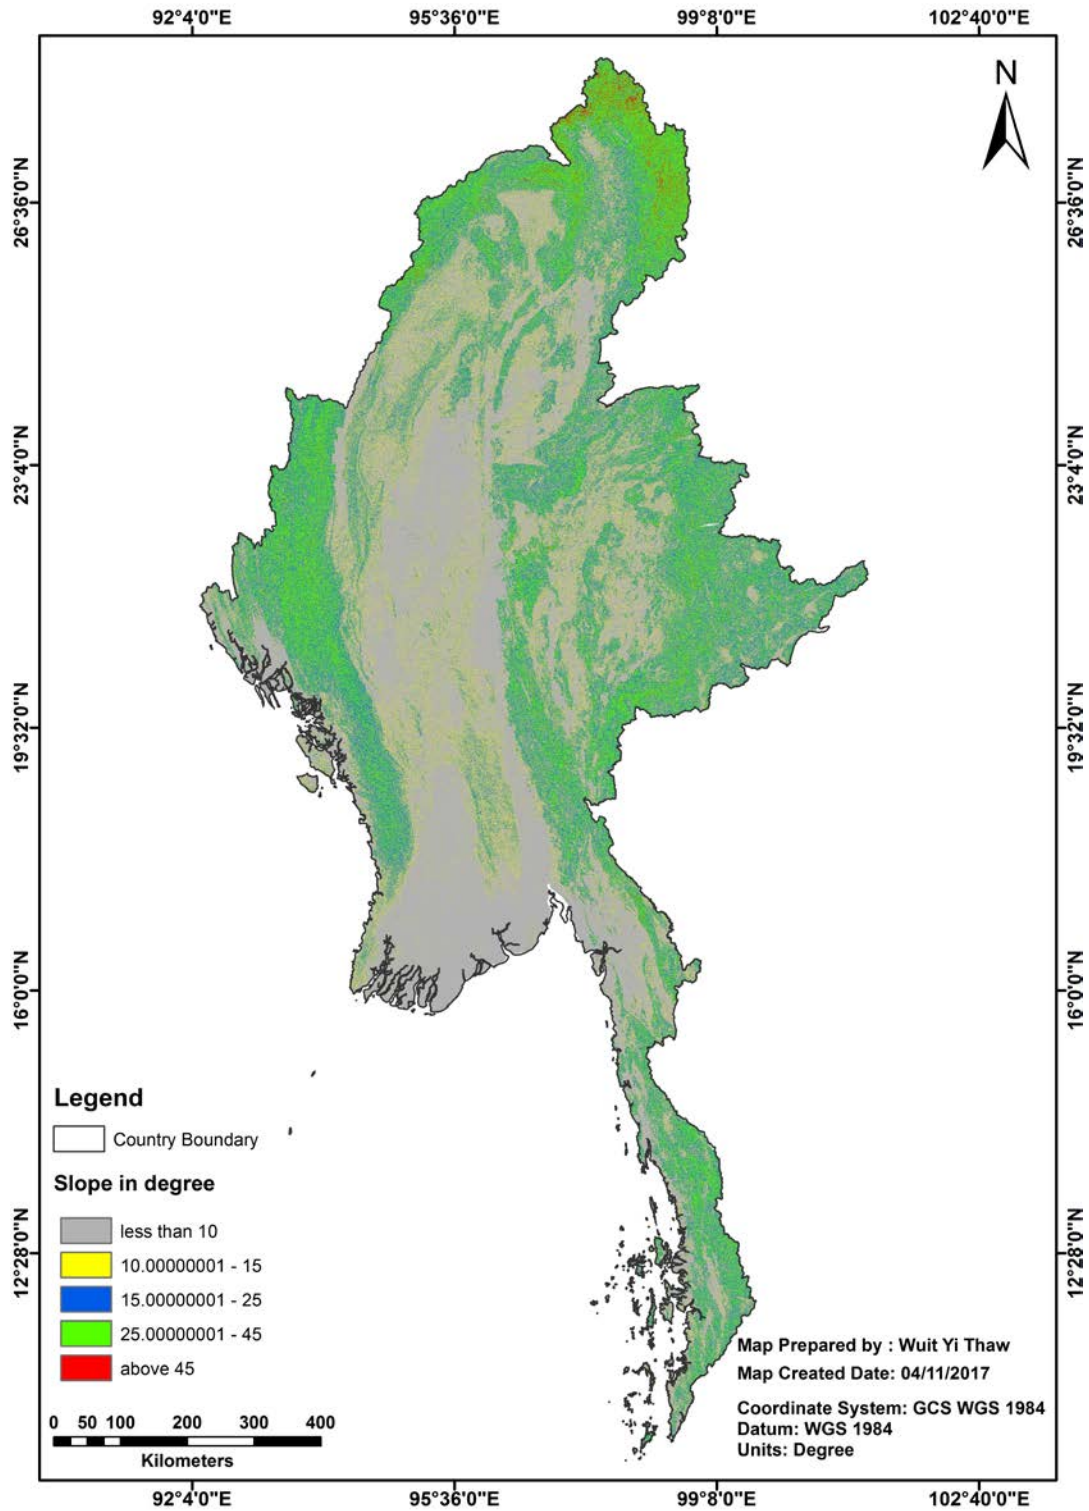 92°4'0"E 95°36'0"E 99°8'0"E 102°40'0"E
N
26°36'0"N 26°36'0"N
23°4'0"N 23°4'0"N
19°32'0"N 19°32'0"N
16°0'0"N 16°0'0"N
12°28'0"N 12°28'0"N
Legend
Country Boundary
Slope in degree
less than 10
10.00000001 - 15
15.00000001 - 25
25.00000001 - 45
above 45
0 50 100 200 300 400
Kilometers
Map Prepared by : Wuit Yi Thaw
Map Created Date: 04/11/2017
Coordinate System: GCS WGS 1984
Datum: WGS 1984
Units: Degree
92°4'0"E 95°36'0"E 99°8'0"E 102°40'0"E